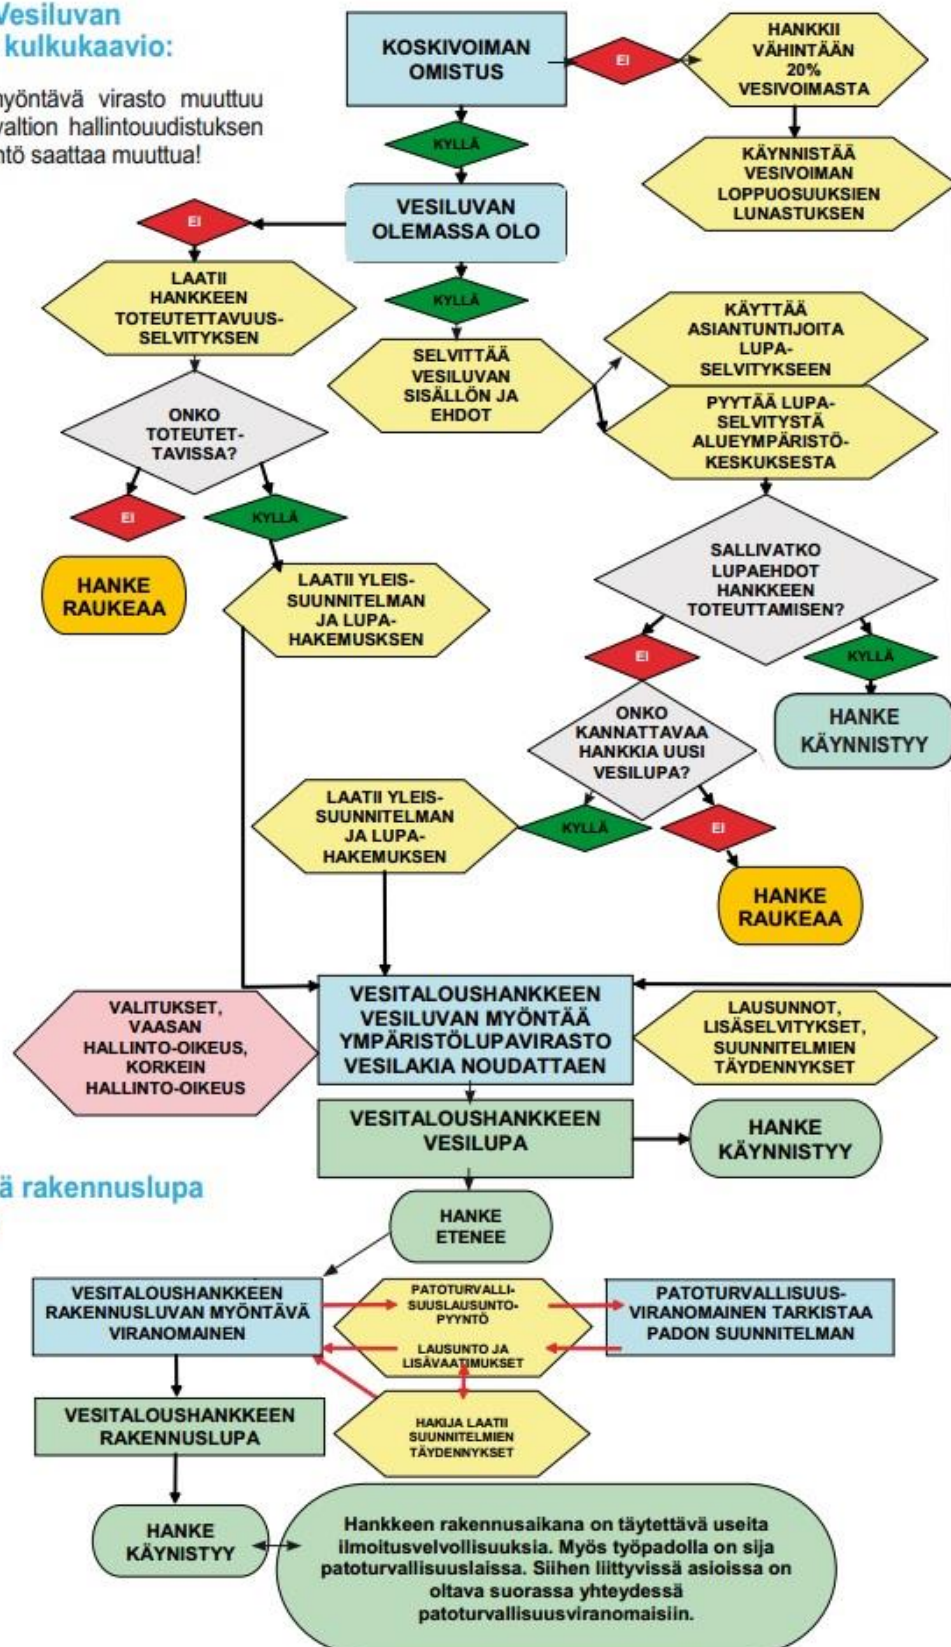 Vesiluvan
kulkukaavio:
yöntävä virasto muuttuu
valtion hallintouudistuksen
ntö saattaa muuttua!
KOSKIVOIMAN
OMISTUS
EI
HANKKII
VÄHINTÄÄN
20%
VESIVOIMASTA
KYLLÄ
KÄYNNISTÄÄ
VESIVOIMAN
LOPPUOSUUKSIEN
LUNASTUKSEN
VESILUVAN
OLEMASSA OLO
EI
LAATII
HANKKEEN
TOTEUTETTAVUUS-
SELVITYKSEN
KYLLÄ
SELVITTÄÄ
VESILUVAN
SISÄLLÖN JA
EHDOT
KÄYTTÄÄ
ASIANTUNTIJOITA
LUPA-
SELVITYKSEEN
PYYTÄÄ LUPA-
SELVITYSTÄ
ALUEYMPÄRISTÖ-
KESKUKSESTA
ONKO
TOTEUTET-
TAVISSA?
EI
KYLLÄ
HANKE
RAUKEAA
LAATII YLEIS-
SUUNNITELMAN
JA LUPA-
HAKEMUSKSEN
SALLIVATKO
LUPAEHDOT
HANKKEEN
TOTEUTTAMISEN?
EI
KYLLÄ
HANKE
KÄYNNISTYY
ONKO
KANNATTAVAA
HANKKIA UUSI
VESILUPA?
LAATII YLEIS-
SUUNNITELMAN
JA LUPA-
HAKEMUKSEN
KYLLÄ
EI
HANKE
RAUKEAA
VALITUKSET,
VAASAN
HALLINTO-OIKEUS,
KORKEIN
HALLINTO-OIKEUS
VESITALOUSHANKKEEN
VESILUVAN MYÖNTÄÄ
YMPÄRISTÖLUPAVIRASTO
VESILAKIA NOUDATTAEN
LAUSUNNOT,
LISÄSELVITYKSET,
SUUNNITELMIEN
TÄYDENNYKSET
VESITALOUSHANKKEEN
VESILUPA
HANKE
KÄYNNISTYY
ä rakennuslupa
HANKE
ETENEE
VESITALOUSHANKKEEN
RAKENNUSLUVAN MYÖNTÄVÄ
VIRANOMAINEN
PATOTURVALLI-
SUUSLAUSUNTO-
PYYNTÖ
LAUSUNTO JA
LISÄVAATIMUKSET
PATOTURVALLISUUS-
VIRANOMAINEN TARKISTAA
PADON SUUNNITELMAN
VESITALOUSHANKKEEN
RAKENNUSLUPA
HAKIJA LAATII
SUUNNITELMIEN
TÄYDENNYKSET
HANKE
KÄYNISTYY
Hankkeen rakennusaikana on täytettävä useita
ilmoitusvelvollisuuksia. Myös työpadolla on sija
patoturvallisuuslaissa. Siihen liittyvissä asioissa on
oltava suorassa yhteydessä
patoturvallisuusviranomaisiin.